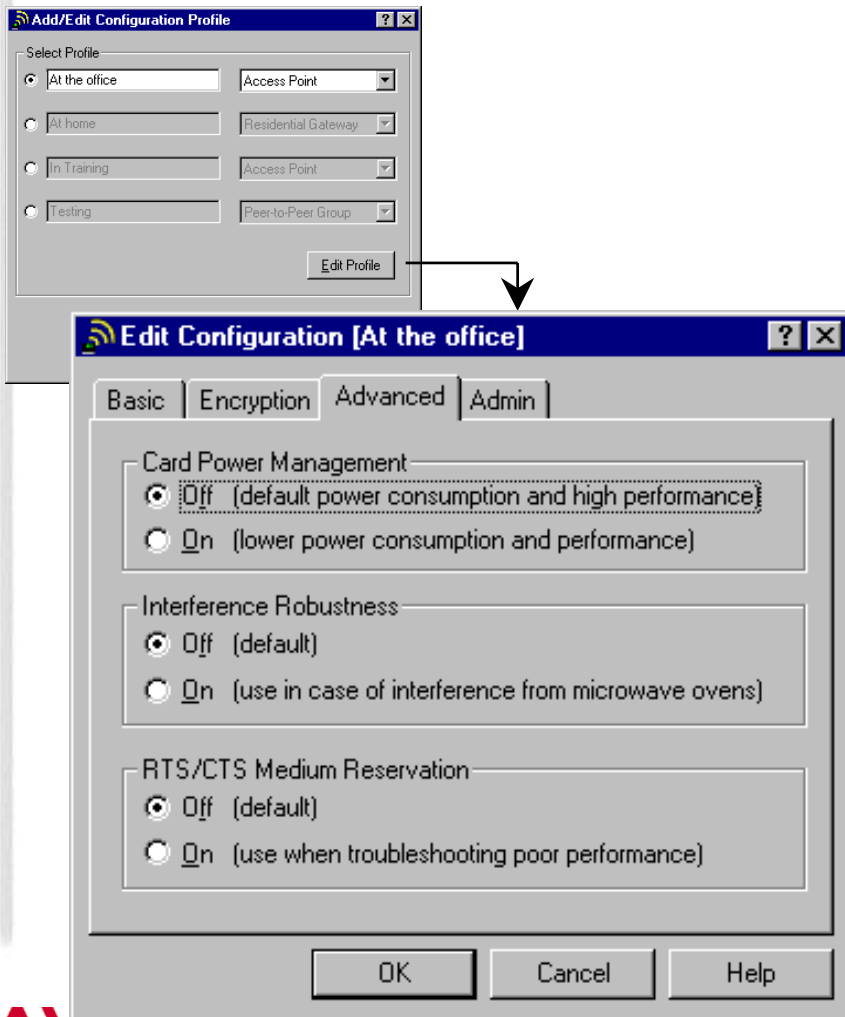 Add/Edit Configuration Profile
Select Profile
At the office Access Point
At home Residential Gateway
In Training Access Point
Testing Peer-to-Peer Group
Edit Profile
Edit Configuration [At the office]
Basic Encryption Advanced Admin
Card Power Management
Off (default power consumption and high performance)
On (lower power consumption and performance)
Interference Robustness
Off (default)
On (use in case of interference from microwave ovens)
RTS/CTS Medium Reservation
Off (default)
On (use when troubleshooting poor performance)
OK Cancel Help